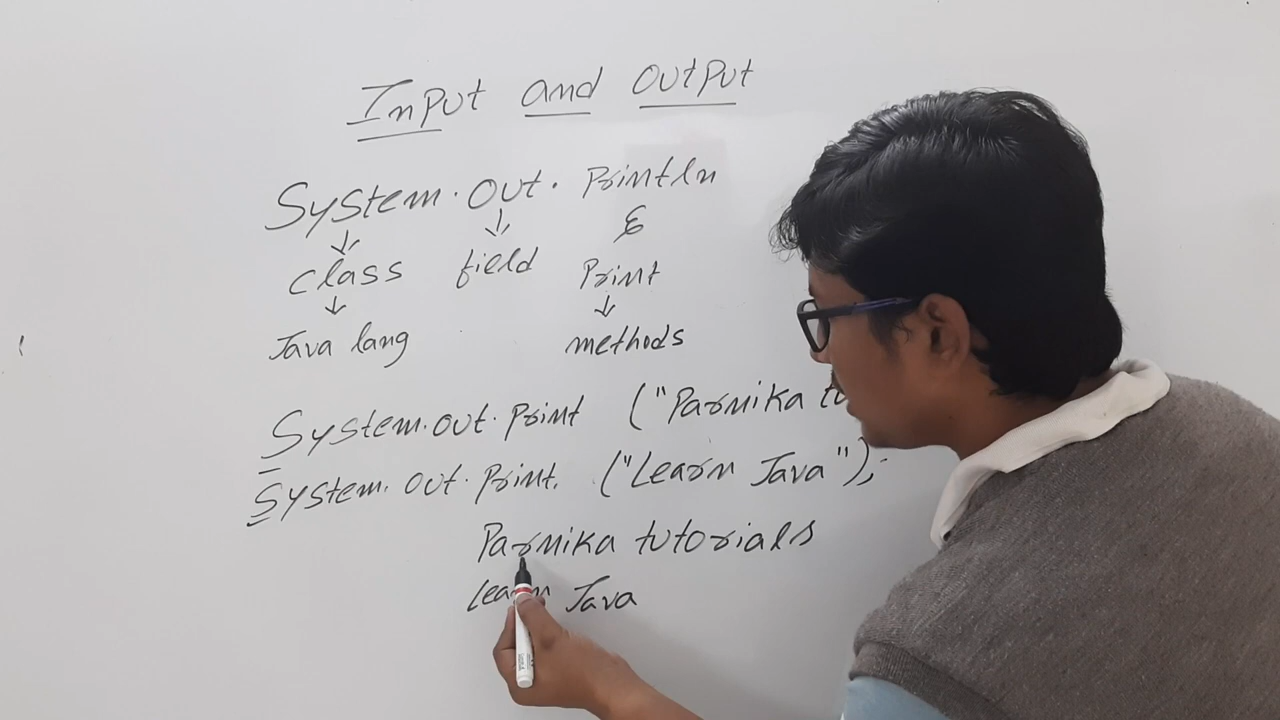 Input and output
System.out.Println
&
class field Print
Java lang methods
System.out.print ("Parnika
System.out.print. ("Learn Java");
Parnika tutorials
learn Java